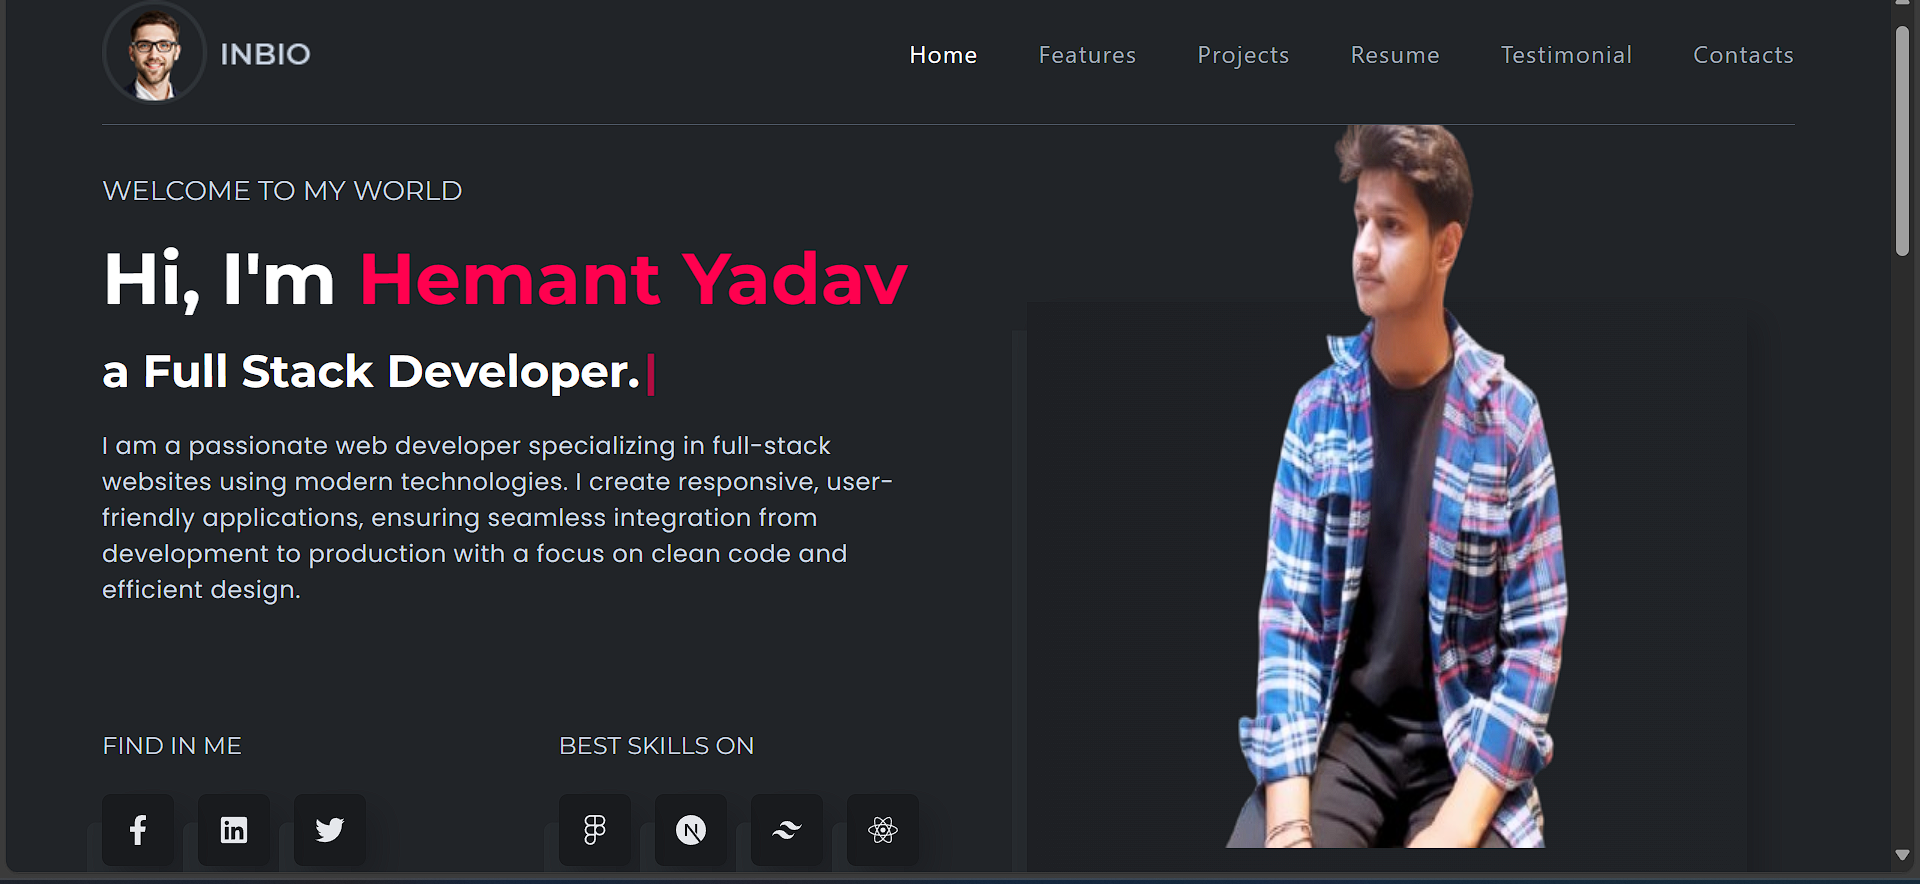 INBIO
Home Features Projects Resume Testimonial Contacts
WELCOME TO MY WORLD
Hi, I'm Hemant Yadav
a Full Stack Developer.
I am a passionate web developer specializing in full-stack
websites using modern technologies. I create responsive, user-
friendly applications, ensuring seamless integration from
development to production with a focus on clean code and
efficient design.
FIND IN ME
BEST SKILLS ON